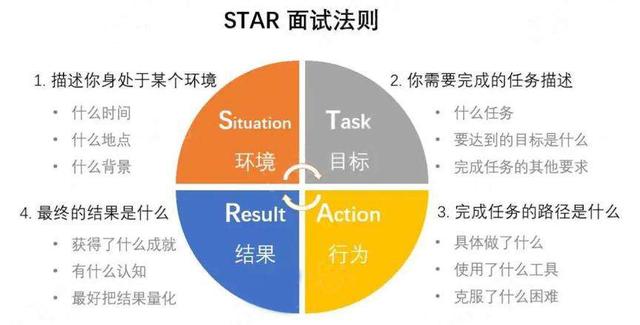 STAR 面试法则
1. 描述你身处于某个环境
• 什么时间
• 什么地点
• 什么背景
Situation
环境
Task
目标
2. 你需要完成的任务描述
• 什么任务
• 要达到的目标是什么
• 完成任务的其他要求
4. 最终的结果是什么
• 获得了什么成就
• 有什么认知
• 最好把结果量化
Result
结果
Action
行为
3. 完成任务的路径是什么
• 具体做了什么
• 使用了什么工具
• 克服了什么困难